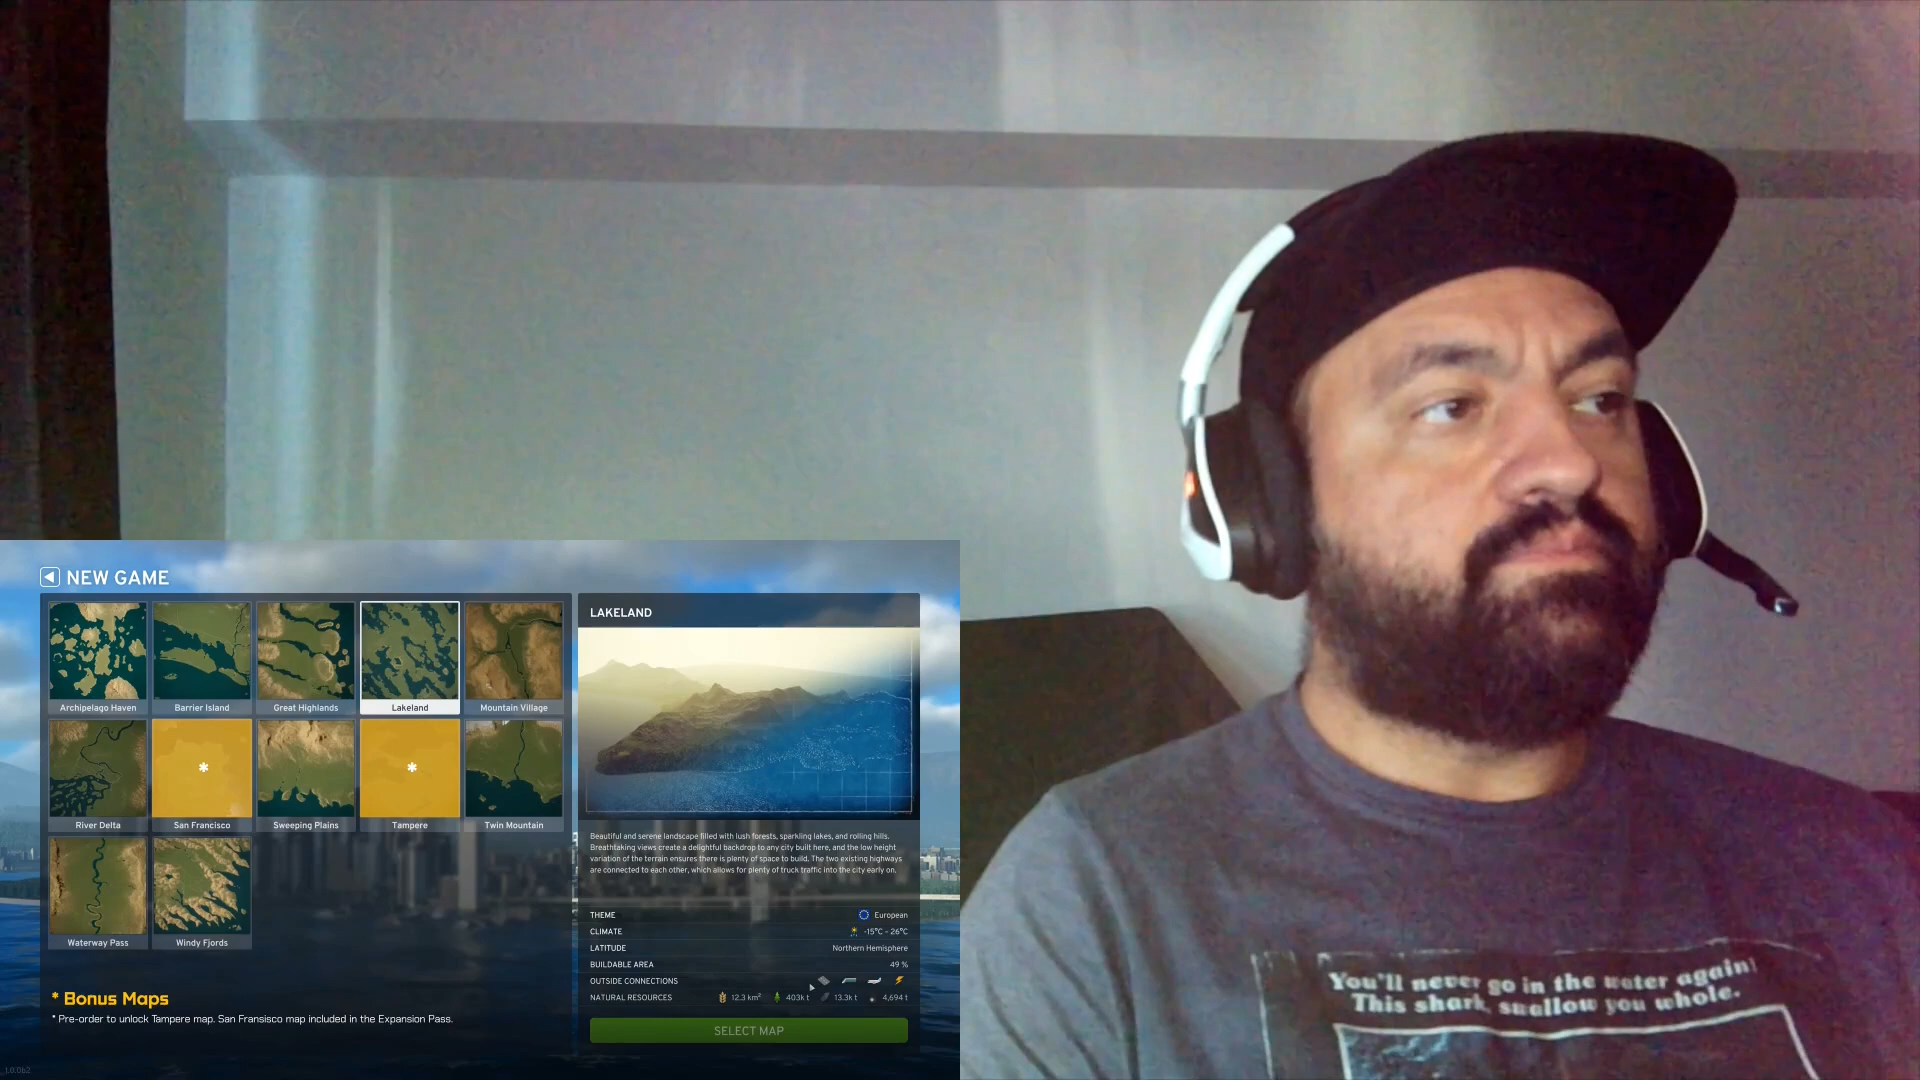 NEW GAME
Archipelago Haven
Barrier Island
Great Highlands
Lakeland
Mountain Village
River Delta
* San Francisco
Sweeping Plains
* Tampere
Twin Mountain
Waterway Pass
Windy Fjords
* Bonus Maps
* Pre-order to unlock Tampere map. San Fransisco map included in the Expansion Pass.
LAKELAND
Beautiful and serene landscape filled with lush forests, sparkling lakes, and rolling hills.
Breathtaking views create a delightful backdrop to any city built here, and the low height
variation of the terrain ensures there is plenty of space to build. The two existing highways
are connected to each other, which allows for plenty of truck traffic into the city early on.
THEME European
CLIMATE -15°C - 26°C
LATITUDE Northern Hemisphere
BUILDABLE AREA 49 %
OUTSIDE CONNECTIONS
NATURAL RESOURCES 12.3 km² 403k t 13.3k t 4,694 t
SELECT MAP
1.0.0b2
You'll never go in the water again!
This shark, swallow you whole.